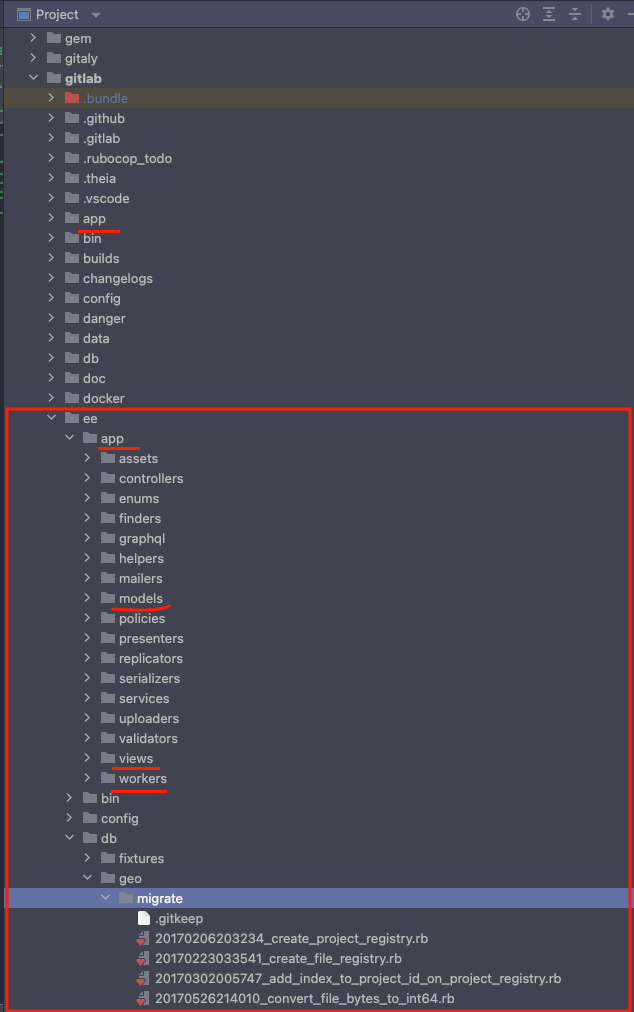 Project
gem
gitaly
gitlab
.bundle
.github
.gitlab
.rubocop_todo
.theia
.vscode
app
bin
builds
changelogs
config
danger
data
db
doc
docker
ee
app
assets
controllers
enums
finders
graphql
helpers
mailers
models
policies
presenters
replicators
serializers
services
uploaders
validators
views
workers
bin
config
db
fixtures
geo
migrate
.gitkeep
20170206203234_create_project_registry.rb
20170223033541_create_file_registry.rb
20170302005747_add_index_to_project_id_on_project_registry.rb
20170526214010_convert_file_bytes_to_int64.rb